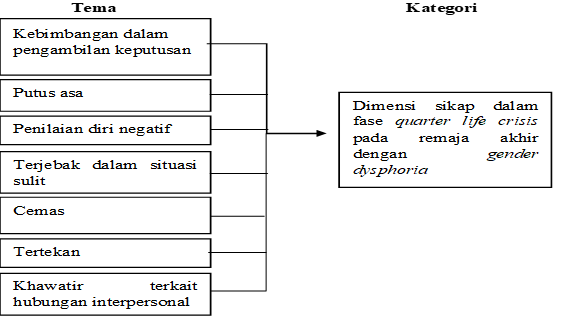 Tema
Kategori
Kebimbangan dalam
pengambilan keputusan
Putus asa
Penilaian diri negatif
Terjebak dalam situasi
sulit
Cemas
Tertekan
Khawatir terkait
hubungan interpersonal
Dimensi sikap dalam
fase quarter life crisis
pada remaja akhir
dengan gender
dysphoria